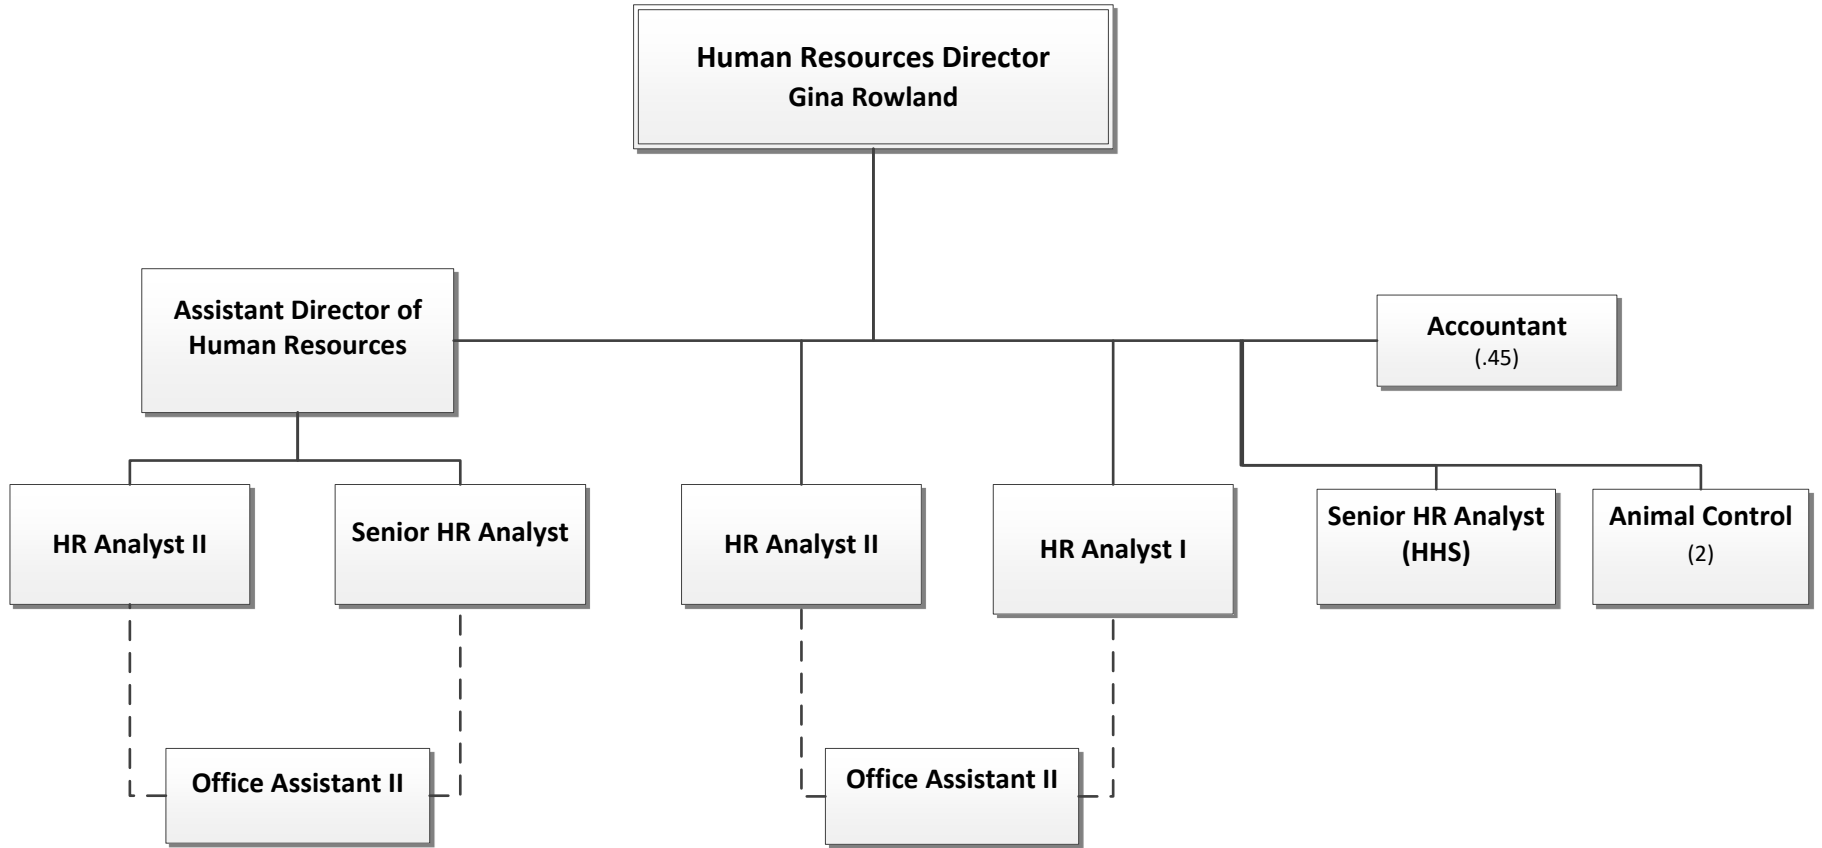 Human Resources Director
Gina Rowland
Assistant Director of
Human Resources
Accountant
(.45)
HR Analyst II
Senior HR Analyst
HR Analyst II
HR Analyst I
Senior HR Analyst
(HHS)
Animal Control
(2)
Office Assistant II
Office Assistant II